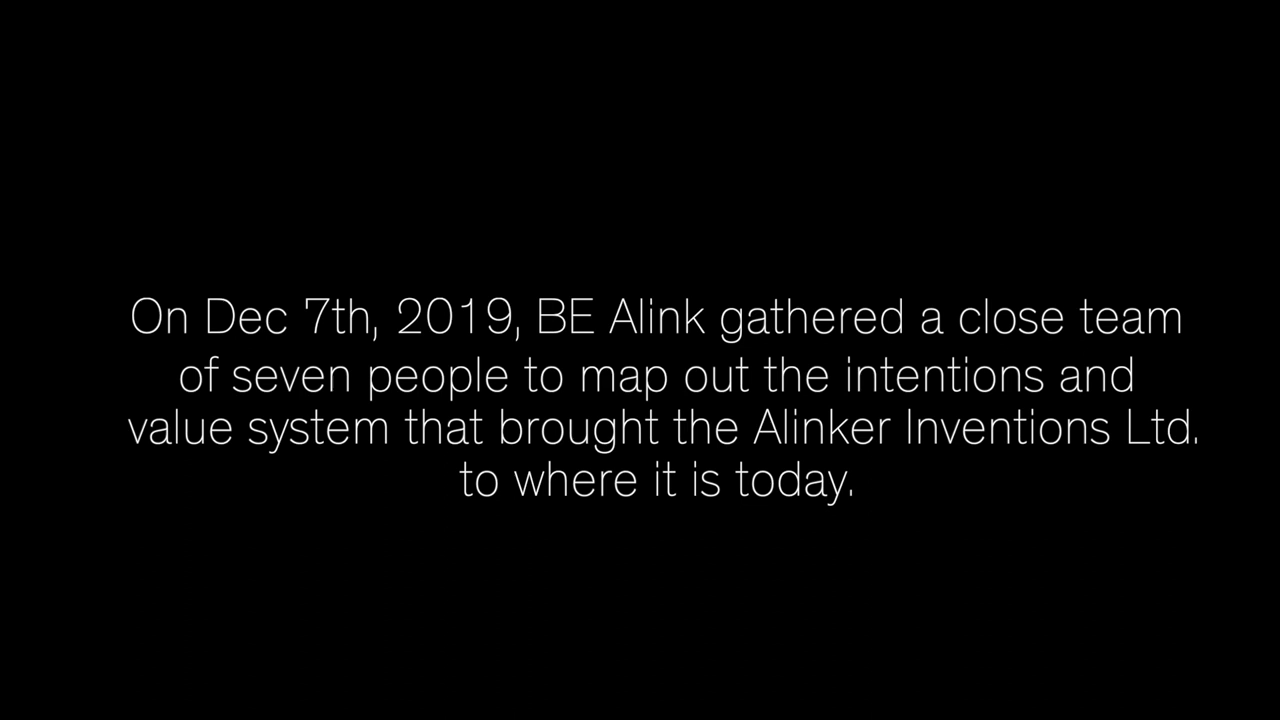 On Dec 7th, 2019, BE Alink gathered a close team
of seven people to map out the intentions and
value system that brought the Alinker Inventions Ltd.
to where it is today.